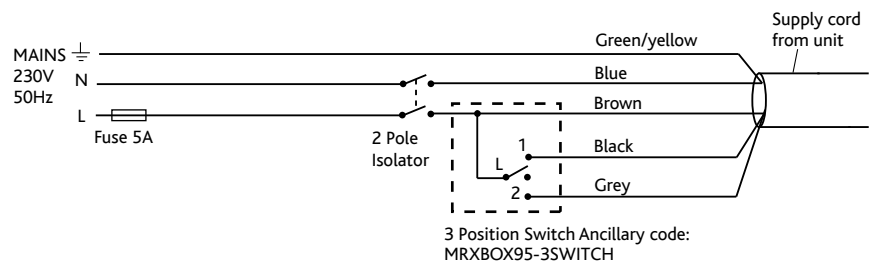 Supply cord
from unit
Green/yellow
MAINS
230V
50Hz
N
Blue
L
Brown
Fuse 5A
2 Pole
Isolator
1
Black
L
2
Grey
3 Position Switch Ancillary code:
MRXBOX95-3SWITCH